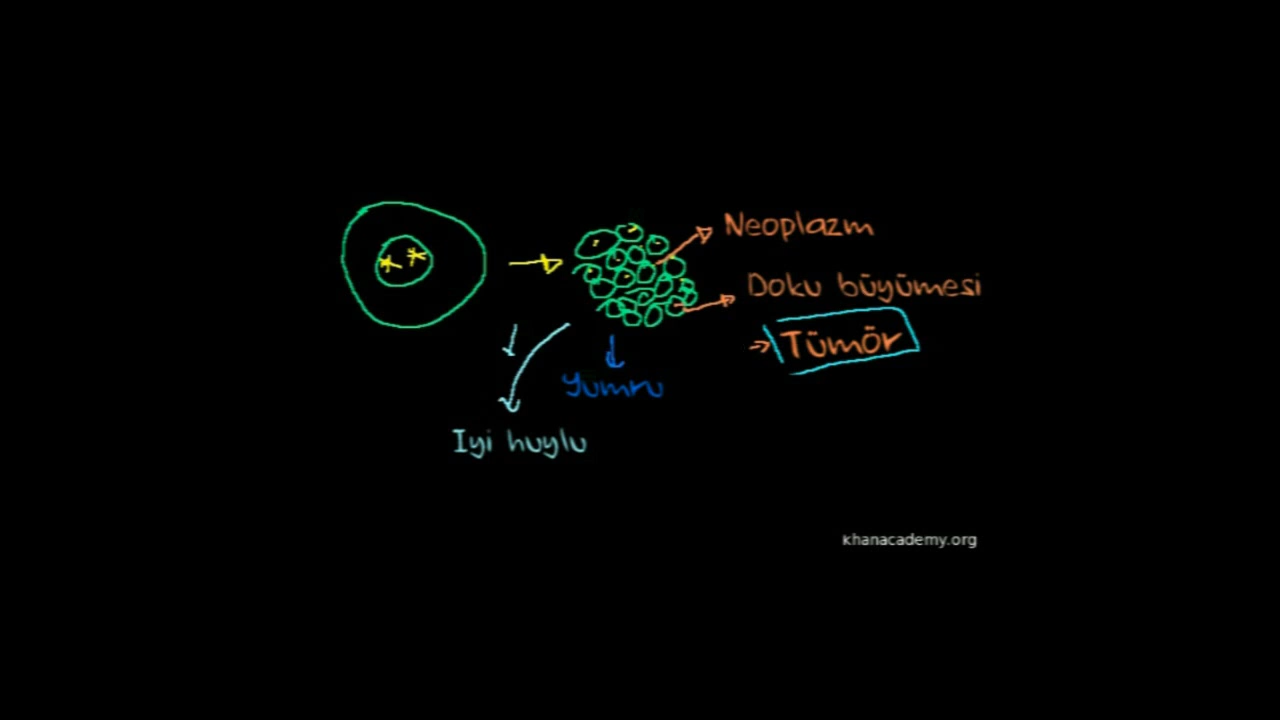 Neoplazm
Doku büyümesi
Tümör
Yumru
Iyi huylu
khanacademy.org